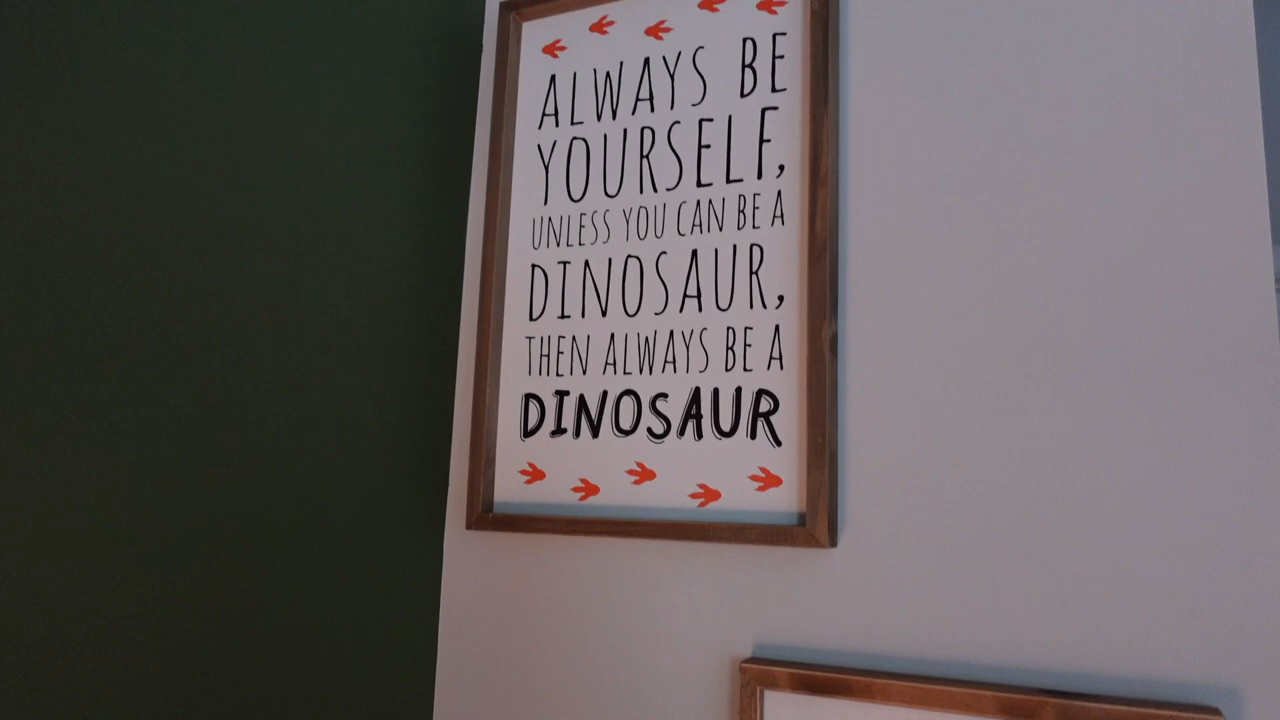 ALWAYS BE
YOURSELF,
UNLESS YOU CAN BE A
DINOSAUR,
THEN ALWAYS BE A
DINOSAUR